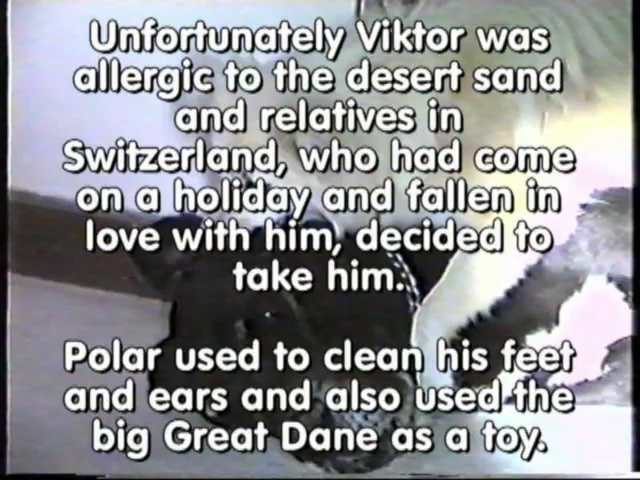 Unfortunately Viktor was
allergic to the desert sand
and relatives in
Switzerland, who had come
on a holiday and fallen in
love with him, decided to
take him.
Polar used to clean his feet
and ears and also used the
big Great Dane as a toy.